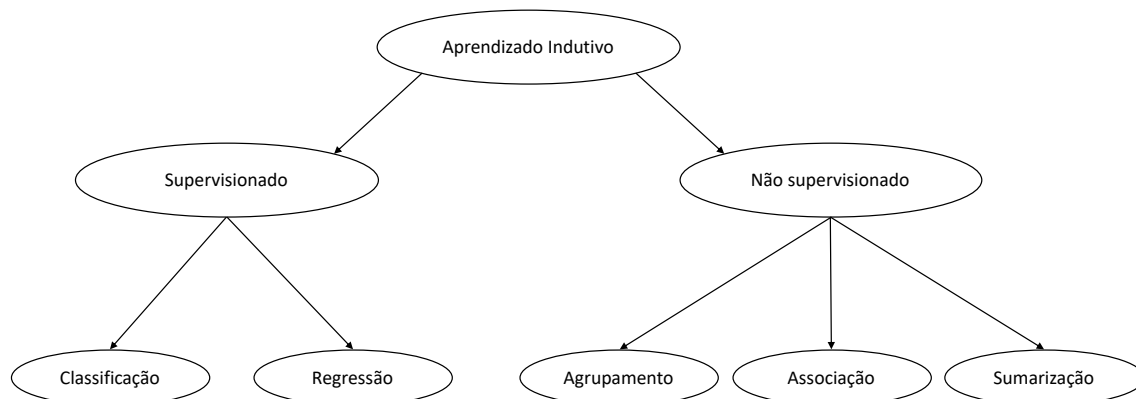 Aprendizado Indutivo
Supervisionado
Não supervisionado
Classificação
Regressão
Agrupamento
Associação
Sumarização